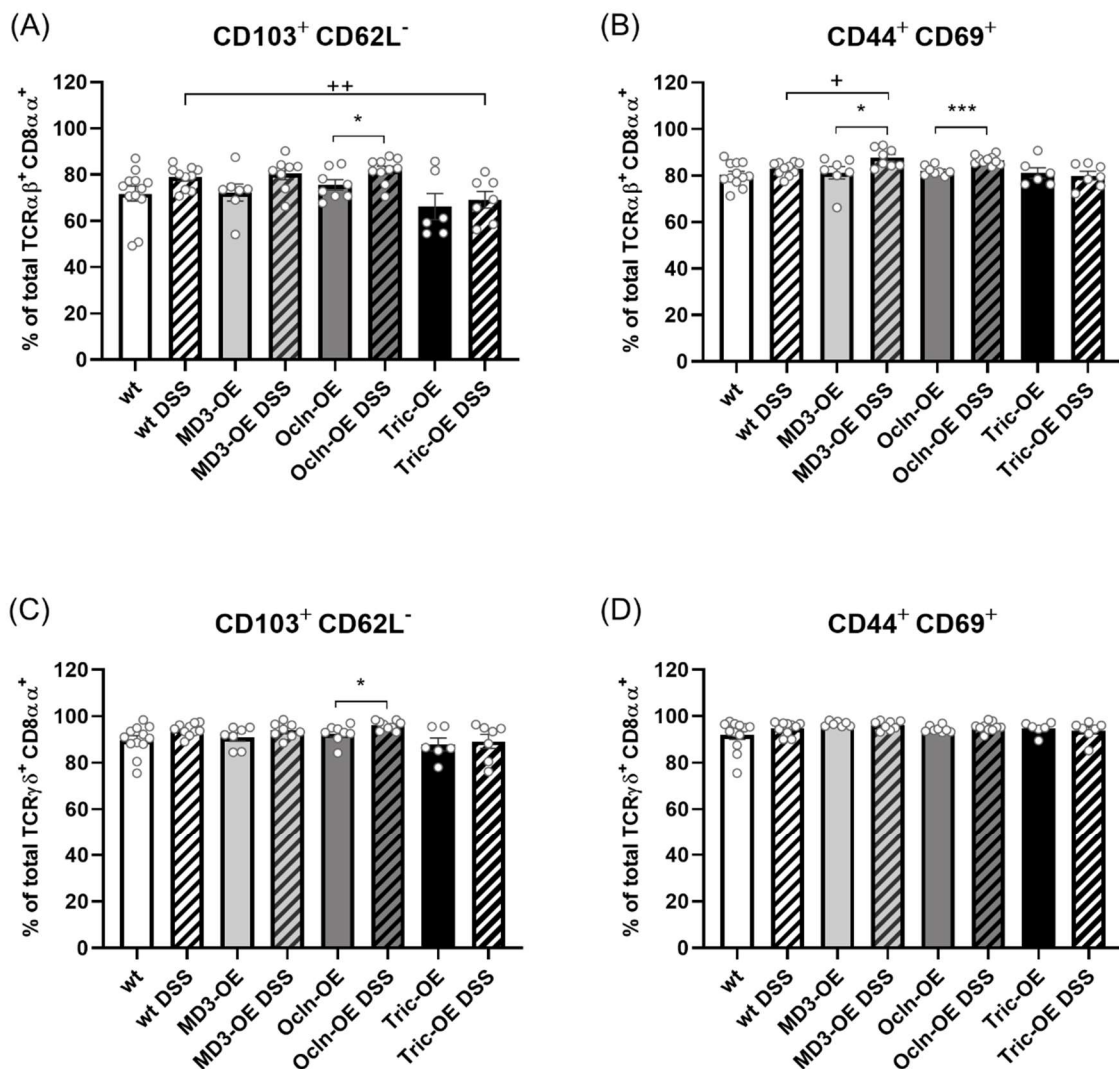 (A)
CD103⁺ CD62L⁻
% of total TCRαβ⁺ CD8αα⁺
120
100
80
60
40
20
0
++
*
wt
wt DSS
MD3-OE
MD3-OE DSS
Ocln-OE
Ocln-OE DSS
Tric-OE
Tric-OE DSS
(B)
CD44⁺ CD69⁺
% of total TCRαβ⁺ CD8αα⁺
120
100
80
60
40
20
0
+
*
***
wt
wt DSS
MD3-OE
MD3-OE DSS
Ocln-OE
Ocln-OE DSS
Tric-OE
Tric-OE DSS
(C)
CD103⁺ CD62L⁻
% of total TCRγδ⁺ CD8αα⁺
120
100
80
60
40
20
0
*
wt
wt DSS
MD3-OE
MD3-OE DSS
Ocln-OE
Ocln-OE DSS
Tric-OE
Tric-OE DSS
(D)
CD44⁺ CD69⁺
% of total TCRγδ⁺ CD8αα⁺
120
100
80
60
40
20
0
wt
wt DSS
MD3-OE
MD3-OE DSS
Ocln-OE
Ocln-OE DSS
Tric-OE
Tric-OE DSS